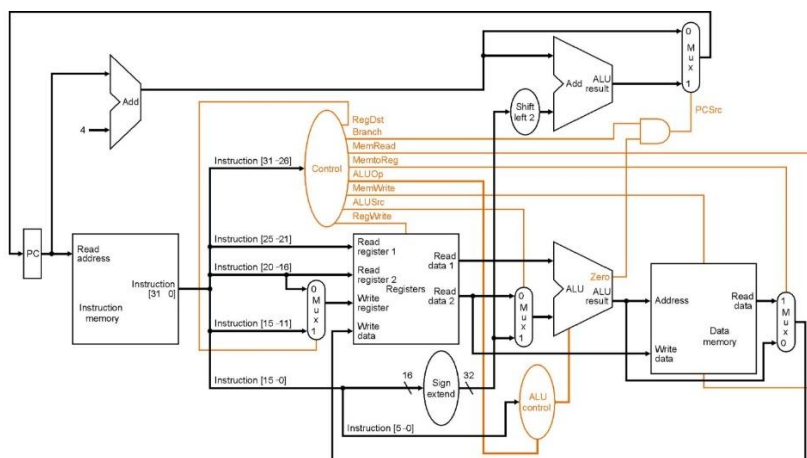 0
M
u
x
1
Add
4
Add
ALU
result
Shift
left 2
PCSrc
RegDst
Branch
MemRead
MemtoReg
ALUOp
MemWrite
ALUSrc
RegWrite
Control
Instruction [31–26]
Instruction [25–21]
Instruction [20–16]
Instruction [15–11]
Instruction [15–0]
Instruction [5–0]
PC
Read
address
Instruction
[31 0]
Instruction
memory
0
M
u
x
1
Read
register 1
Read
register 2
Registers
Write
register
Write
data
Read
data 1
Read
data 2
0
M
u
x
1
Zero
ALU
ALU
result
Address
Read
data
Data
memory
Write
data
1
M
u
x
0
16
Sign
extend
32
ALU
control